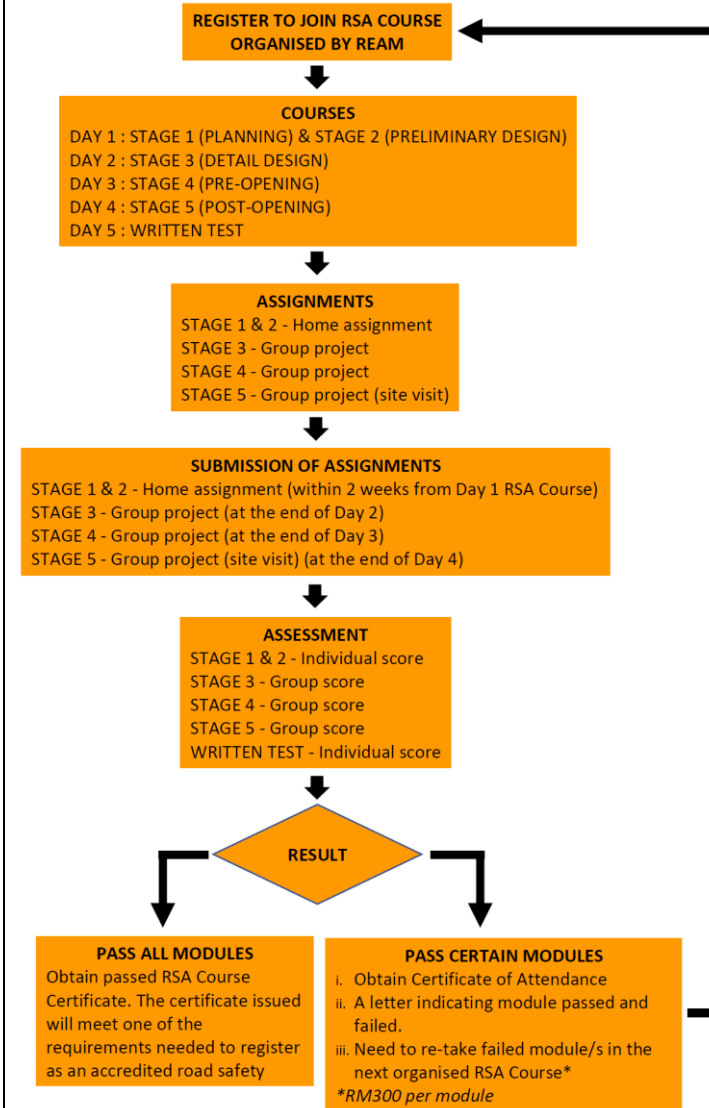 REGISTER TO JOIN RSA COURSE
ORGANISED BY REAM
COURSES
DAY 1 : STAGE 1 (PLANNING) & STAGE 2 (PRELIMINARY DESIGN)
DAY 2 : STAGE 3 (DETAIL DESIGN)
DAY 3 : STAGE 4 (PRE-OPENING)
DAY 4 : STAGE 5 (POST-OPENING)
DAY 5 : WRITTEN TEST
ASSIGNMENTS
STAGE 1 & 2 - Home assignment
STAGE 3 - Group project
STAGE 4 - Group project
STAGE 5 - Group project (site visit)
SUBMISSION OF ASSIGNMENTS
STAGE 1 & 2 - Home assignment (within 2 weeks from Day 1 RSA Course)
STAGE 3 - Group project (at the end of Day 2)
STAGE 4 - Group project (at the end of Day 3)
STAGE 5 - Group project (site visit) (at the end of Day 4)
ASSESSMENT
STAGE 1 & 2 - Individual score
STAGE 3 - Group score
STAGE 4 - Group score
STAGE 5 - Group score
WRITTEN TEST - Individual score
RESULT
PASS ALL MODULES
Obtain passed RSA Course
Certificate. The certificate issued
will meet one of the
requirements needed to register
as an accredited road safety
PASS CERTAIN MODULES
i. Obtain Certificate of Attendance
ii. A letter indicating module passed and
failed.
iii. Need to re-take failed module/s in the
next organised RSA Course*
*RM300 per module